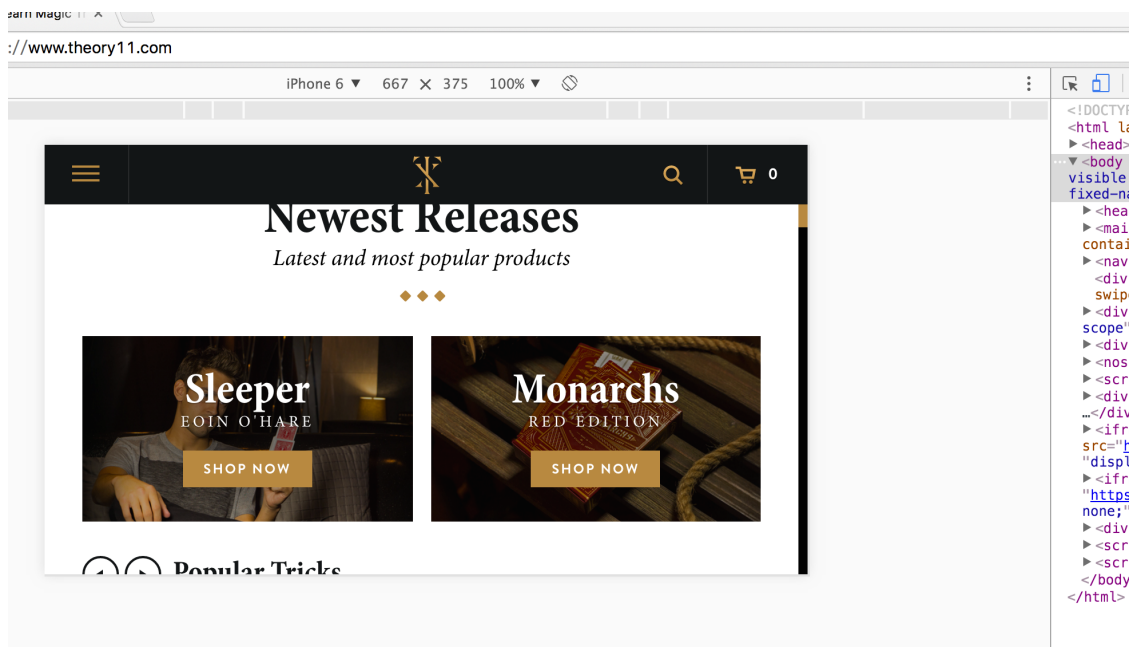 earn Magic
://www.theory11.com
iPhone 6 ▼ 667 × 375 100% ▼
0
Newest Releases
Latest and most popular products
Sleeper
EOIN O'HARE
SHOP NOW
Monarchs
RED EDITION
SHOP NOW
Popular Tricks
<!DOCTYP
<html la
▶<head>
…▼<body
visible
fixed-na
▶<hea
▶<mai
contai
▶<nav
<div
swipe
▶<div
scope"
▶<div
▶<nos
▶<scr
▶<div
…</div
▶<ifr
src="h
"displ
▶<ifr
"https
none;"
▶<div
▶<scr
▶<scr
</body
</html>